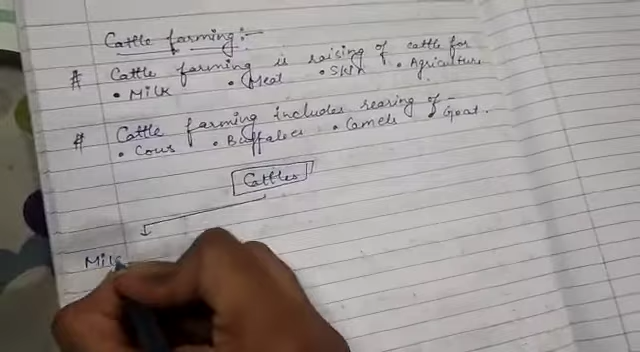 Cattle farming:-
# Cattle farming is raising of cattle for
• Milk • Meat • Skin • Agriculture
# Cattle farming includes rearing of -
• Cows • Buffaloes • Camels • Goat.
Cattles
Milk